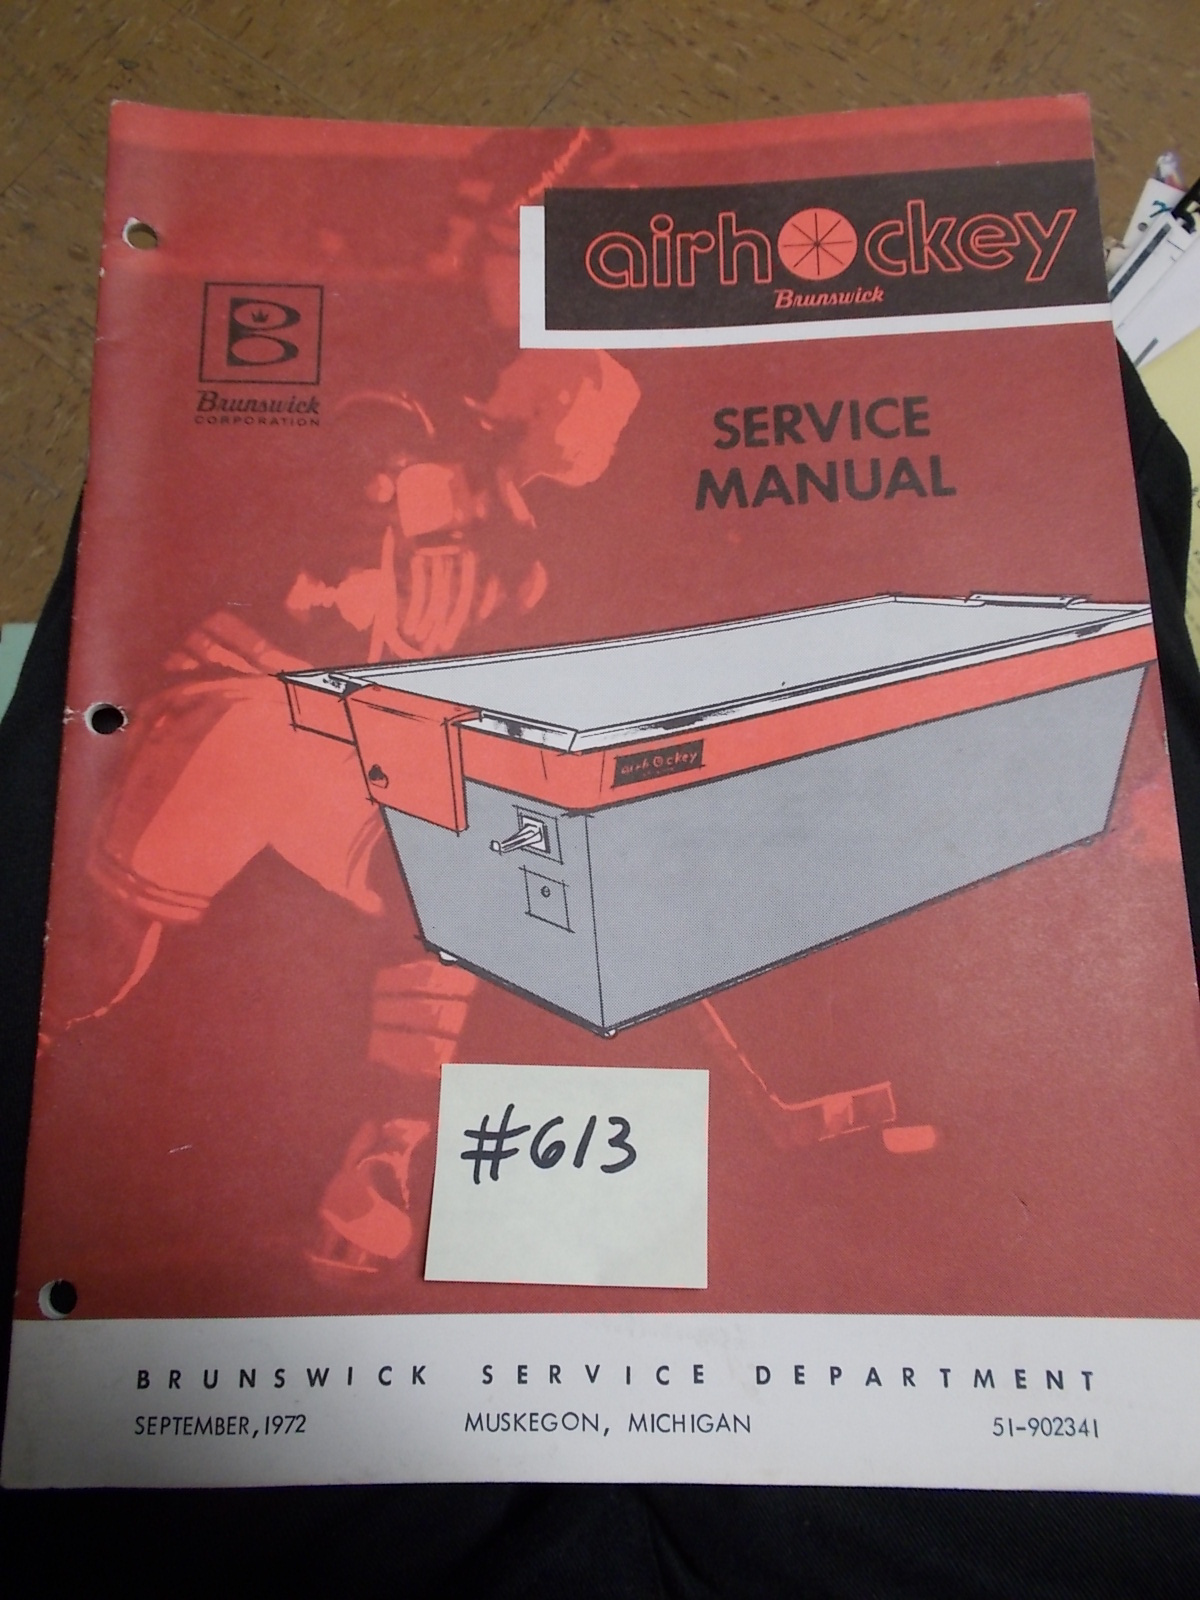 airhockey
Brunswick
B
Brunswick
CORPORATION
SERVICE
MANUAL
airhockey
#613
BRUNSWICK SERVICE DEPARTMENT
SEPTEMBER, 1972 MUSKEGON, MICHIGAN 51-902341